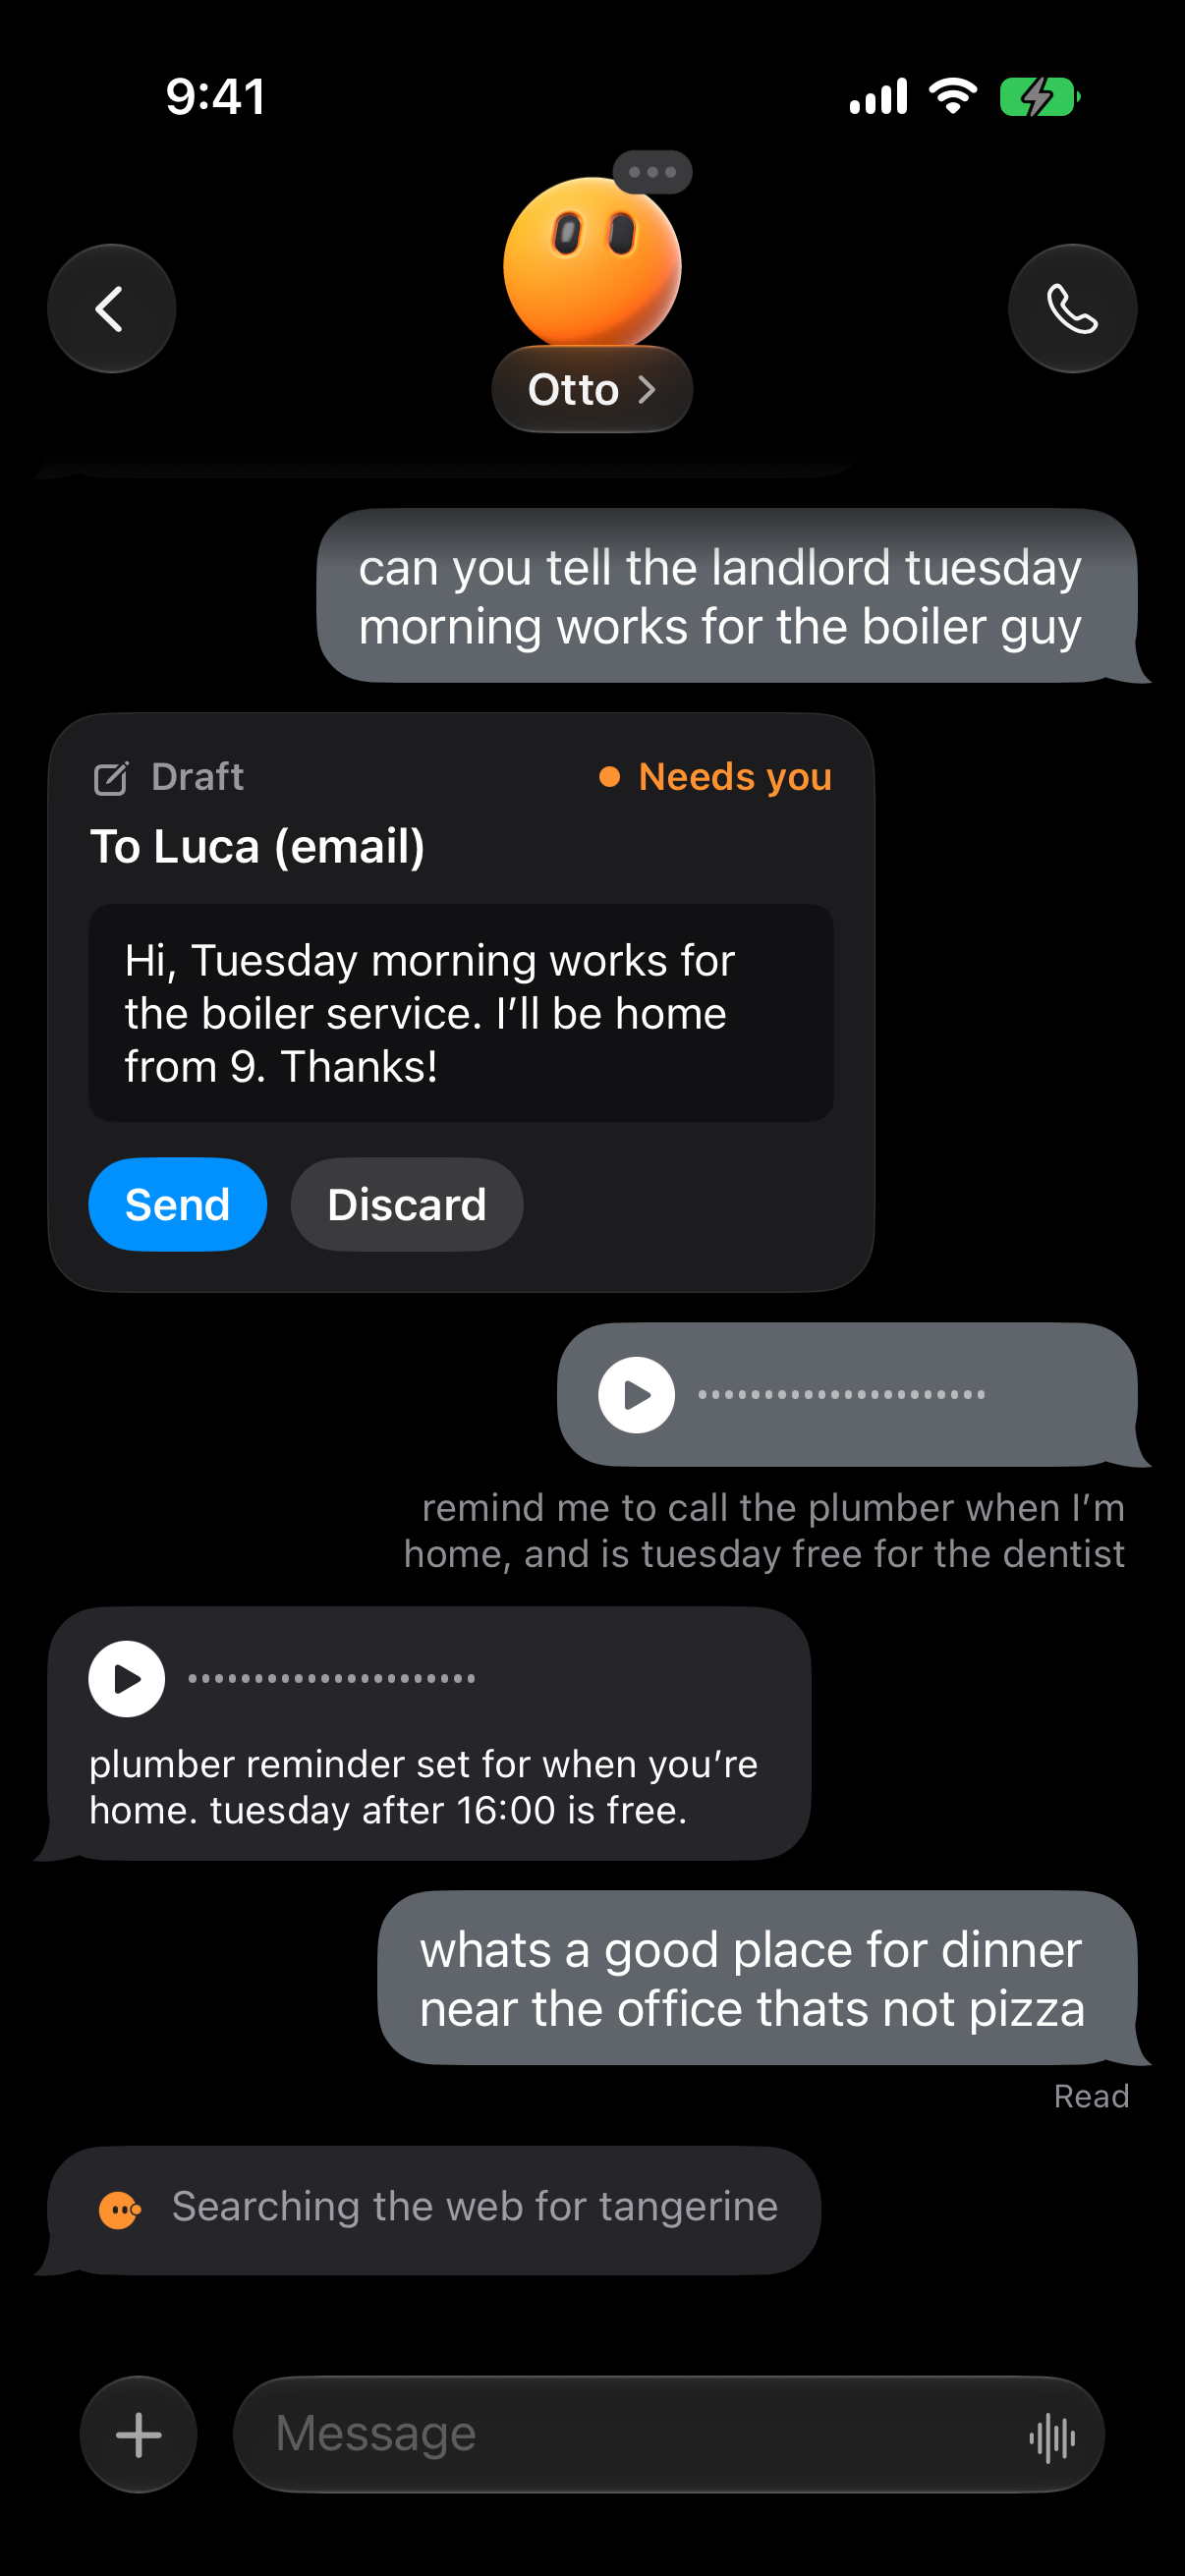 9:41
Otto
can you tell the landlord tuesday
morning works for the boiler guy
Draft
Needs you
To Luca (email)
Hi, Tuesday morning works for
the boiler service. I’ll be home
from 9. Thanks!
Send
Discard
remind me to call the plumber when I’m
home, and is tuesday free for the dentist
plumber reminder set for when you’re
home. tuesday after 16:00 is free.
whats a good place for dinner
near the office thats not pizza
Read
Searching the web for tangerine
Message